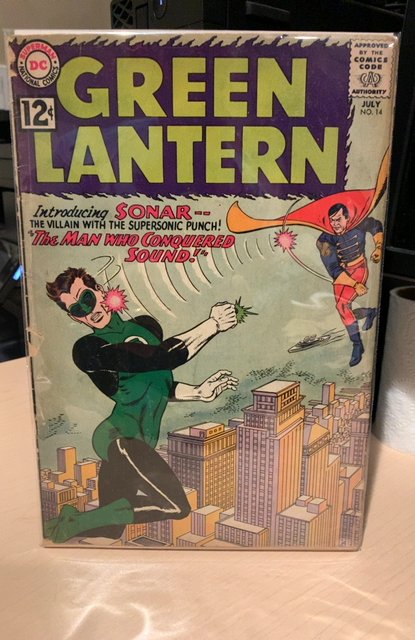 SUPERMAN
DC
NATIONAL COMICS
12¢
GREEN
LANTERN
APPROVED
BY THE
COMICS
CODE
CA
AUTHORITY
JULY
NO. 14
Introducing SONAR--
THE VILLAIN WITH THE SUPERSONIC PUNCH!
"THE MAN WHO CONQUERED
SOUND!"